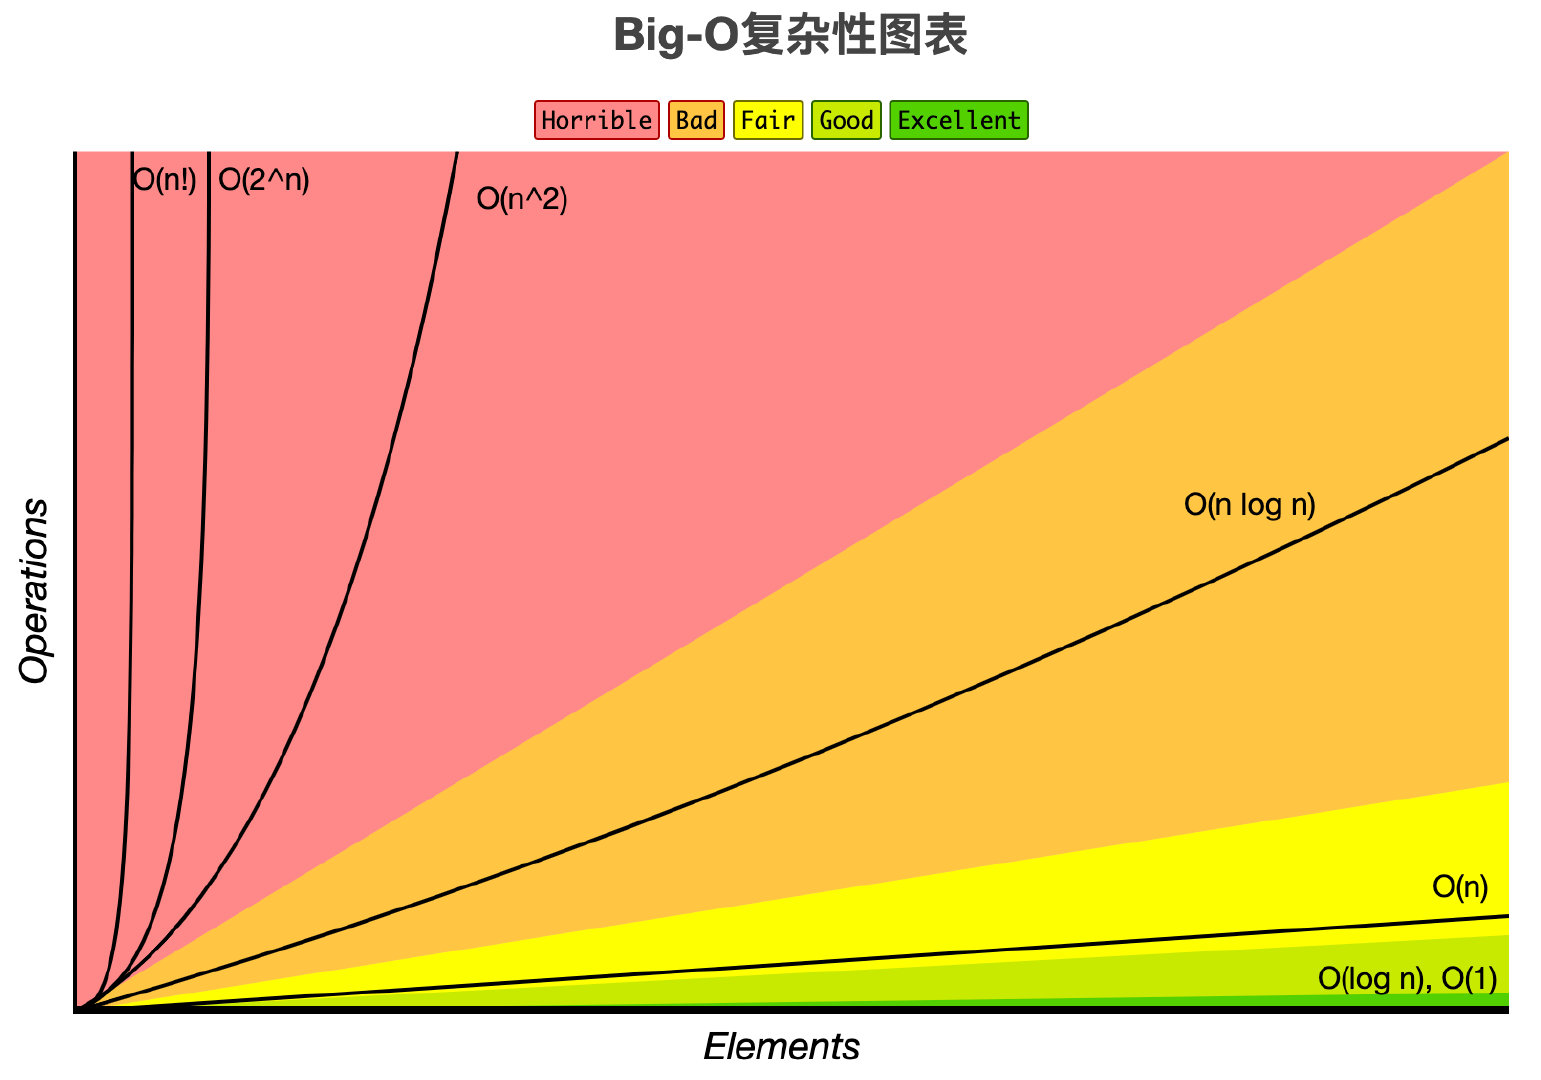 Big-O复杂性图表
Horrible Bad Fair Good Excellent
O(n!) O(2^n)
O(n^2)
O(n log n)
Operations
O(n)
O(log n), O(1)
Elements